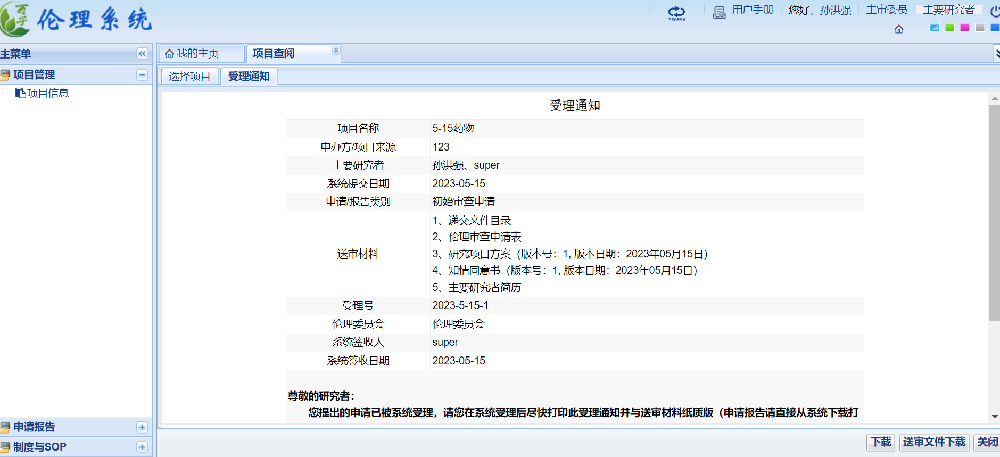 百子
伦理系统
项目类别切换
用户手册
您好，孙洪强
主审委员
主要研究者
主菜单
项目管理
项目信息
申请报告
制度与SOP
我的主页
项目查阅
选择项目
受理通知
受理通知
项目名称 5-15药物
申办方/项目来源 123
主要研究者 孙洪强、super
系统提交日期 2023-05-15
申请/报告类别 初始审查申请
送审材料
1、递交文件目录
2、伦理审查申请表
3、研究项目方案（版本号：1, 版本日期：2023年05月15日）
4、知情同意书（版本号：1, 版本日期：2023年05月15日）
5、主要研究者简历
受理号 2023-5-15-1
伦理委员会 伦理委员会
系统签收人 super
系统签收日期 2023-05-15
尊敬的研究者：
您提出的申请已被系统受理，请您在系统受理后尽快打印此受理通知并与送审材料纸质版（申请报告请直接从系统下载打
下载
送审文件下载
关闭